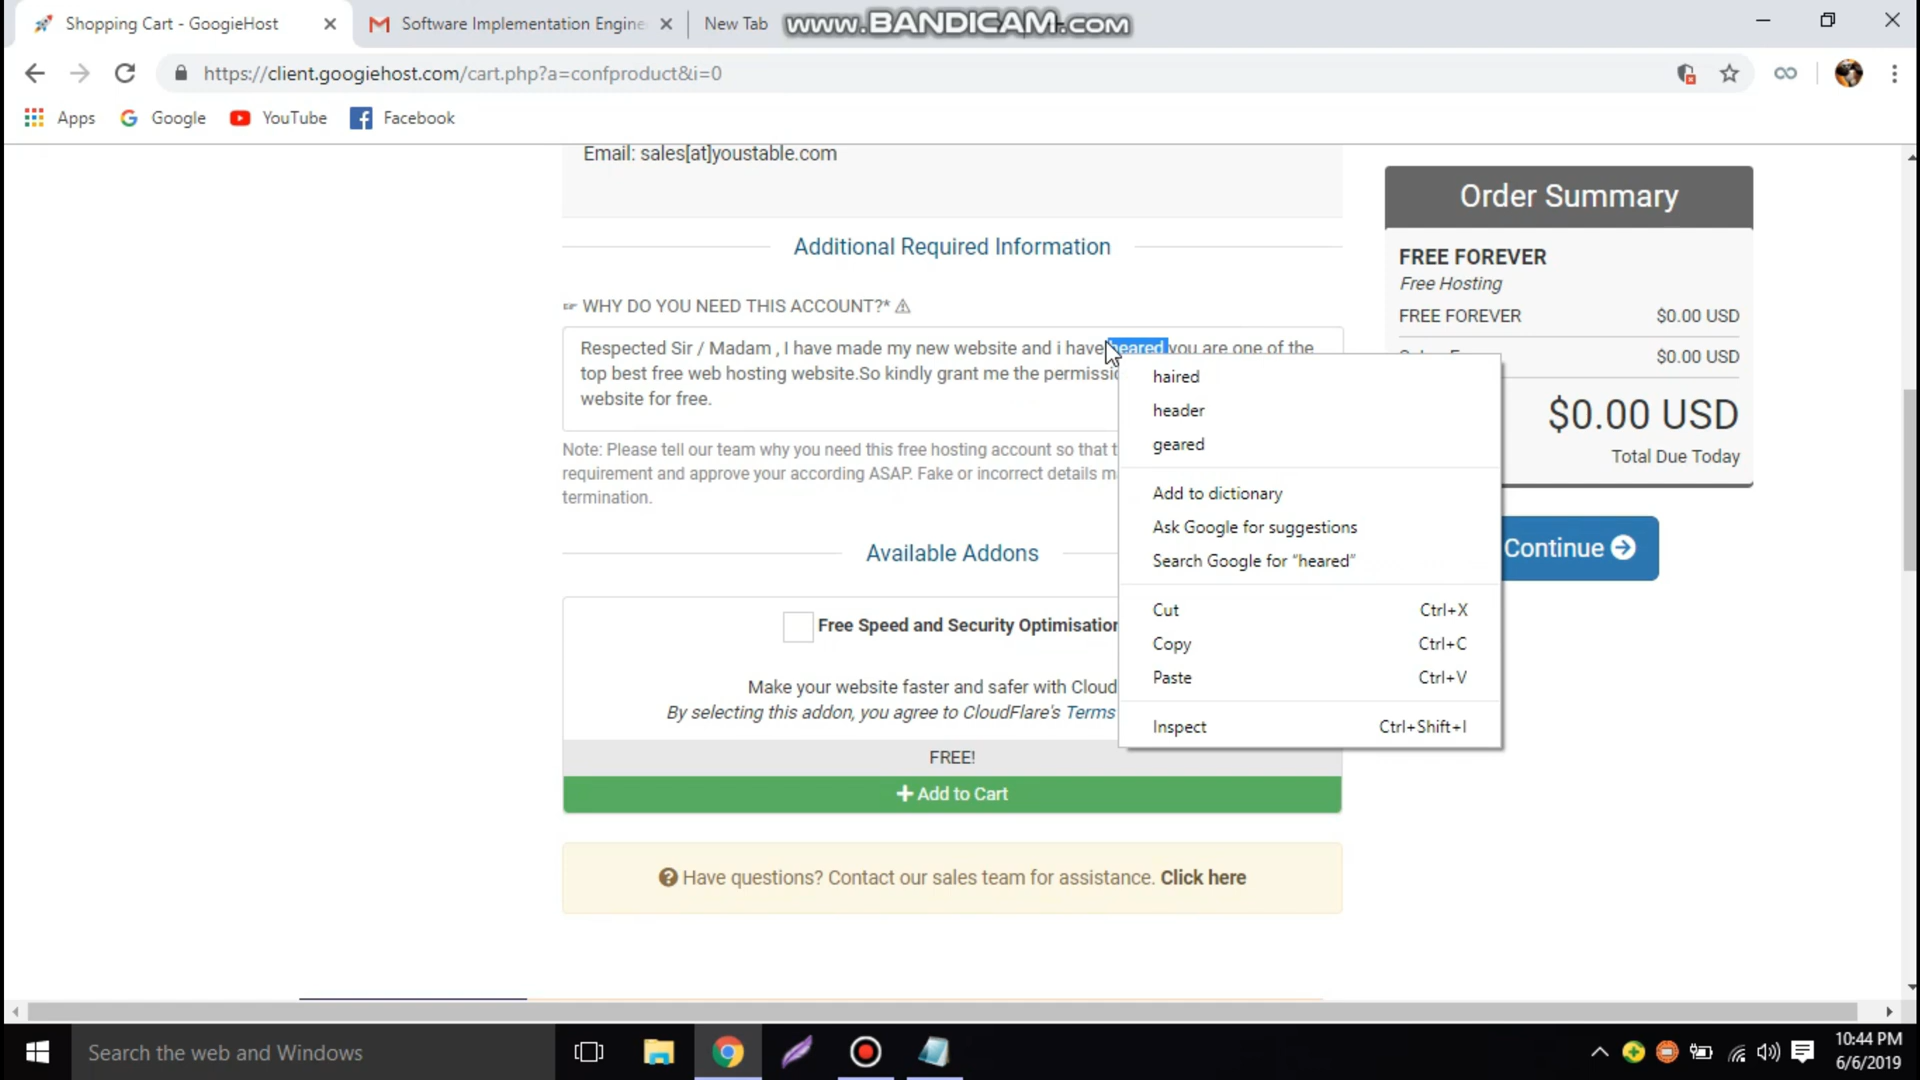 Shopping Cart - GoogieHost
Software Implementation Engine
New Tab
www.BANDICAM.com
https://client.googiehost.com/cart.php?a=confproduct&i=0
Apps
Google
YouTube
Facebook
Email: sales[at]youstable.com
Additional Required Information
☞ WHY DO YOU NEED THIS ACCOUNT?* ⚠
Respected Sir / Madam , I have made my new website and i have heared you are one of the
top best free web hosting website.So kindly grant me the permissio
website for free.
Note: Please tell our team why you need this free hosting account so that t
requirement and approve your according ASAP. Fake or incorrect details m
termination.
Available Addons
Free Speed and Security Optimisation
Make your website faster and safer with Cloud
By selecting this addon, you agree to CloudFlare's Terms
FREE!
+ Add to Cart
Have questions? Contact our sales team for assistance. Click here
Order Summary
FREE FOREVER
Free Hosting
FREE FOREVER $0.00 USD
$0.00 USD
$0.00 USD
Total Due Today
Continue
haired
header
geared
Add to dictionary
Ask Google for suggestions
Search Google for “heared”
Cut Ctrl+X
Copy Ctrl+C
Paste Ctrl+V
Inspect Ctrl+Shift+I
Search the web and Windows
10:44 PM
6/6/2019